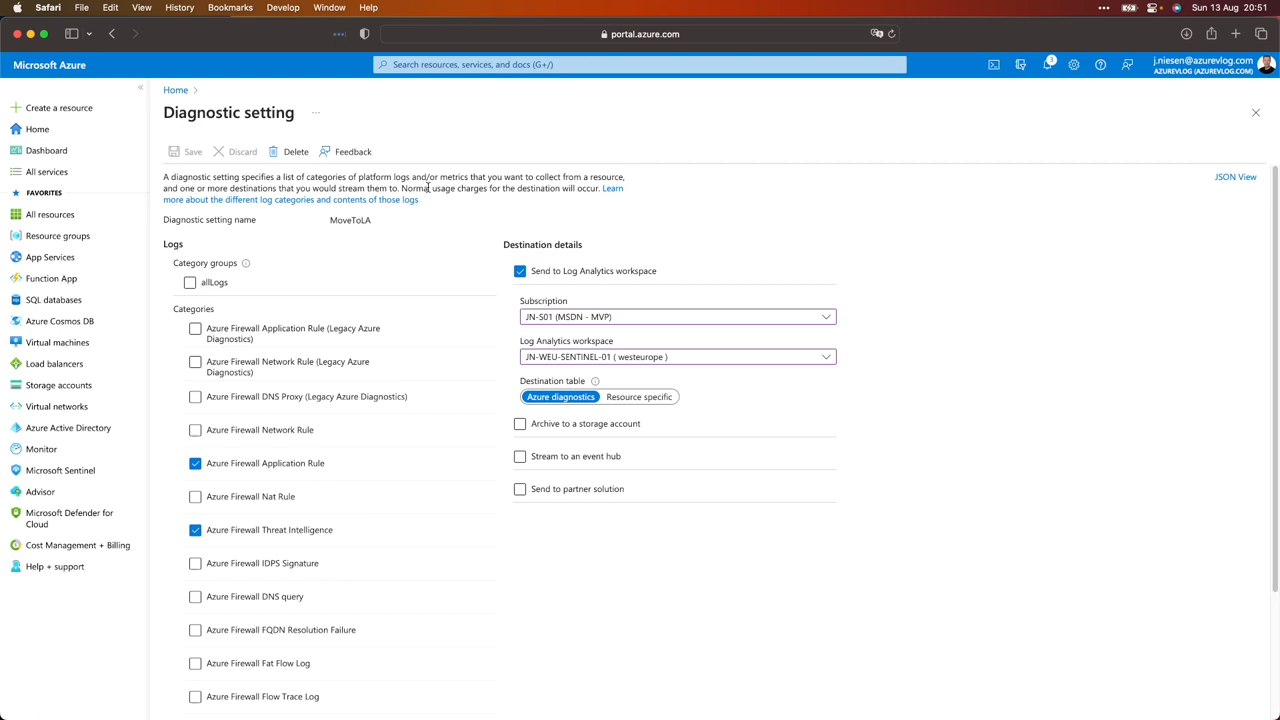 Safari File Edit View History Bookmarks Develop Window Help Sun 13 Aug 20:51
portal.azure.com
Microsoft Azure
Search resources, services, and docs (G+/)
3
j.niesen@azurevlog.com
AZUREVLOG (AZUREVLOG.COM)
Create a resource
Home
Dashboard
All services
FAVORITES
All resources
Resource groups
App Services
Function App
SQL databases
Azure Cosmos DB
Virtual machines
Load balancers
Storage accounts
Virtual networks
Azure Active Directory
Monitor
Microsoft Sentinel
Advisor
Microsoft Defender for
Cloud
Cost Management + Billing
Help + support
Home
Diagnostic setting
Save Discard Delete Feedback
A diagnostic setting specifies a list of categories of platform logs and/or metrics that you want to collect from a resource,
and one or more destinations that you would stream them to. Normal usage charges for the destination will occur. Learn
more about the different log categories and contents of those logs
JSON View
Diagnostic setting name MoveToLA
Logs
Category groups
allLogs
Categories
Azure Firewall Application Rule (Legacy Azure
Diagnostics)
Azure Firewall Network Rule (Legacy Azure
Diagnostics)
Azure Firewall DNS Proxy (Legacy Azure Diagnostics)
Azure Firewall Network Rule
Azure Firewall Application Rule
Azure Firewall Nat Rule
Azure Firewall Threat Intelligence
Azure Firewall IDPS Signature
Azure Firewall DNS query
Azure Firewall FQDN Resolution Failure
Azure Firewall Fat Flow Log
Azure Firewall Flow Trace Log
Destination details
Send to Log Analytics workspace
Subscription
JN-S01 (MSDN - MVP)
Log Analytics workspace
JN-WEU-SENTINEL-01 ( westeurope )
Destination table
Azure diagnostics Resource specific
Archive to a storage account
Stream to an event hub
Send to partner solution